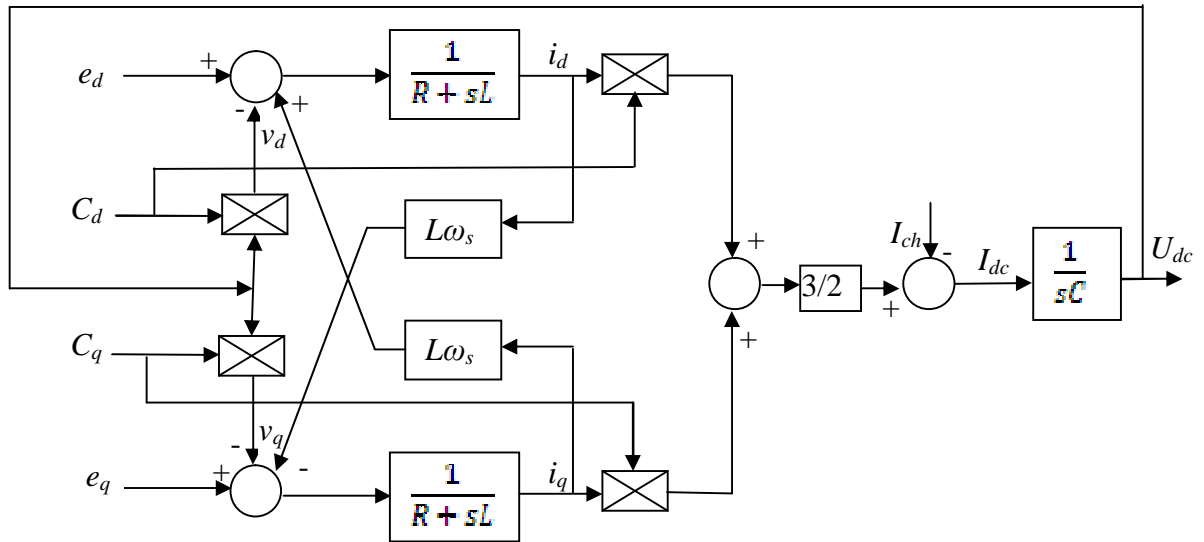 +
e_d
1
R + sL
i_d
+
-
v_d
C_d
Lω_s
+
I_ch
-
I_dc
1
sC
U_dc
3/2
+
+
C_q
Lω_s
-
v_q
-
+
e_q
1
R + sL
i_q